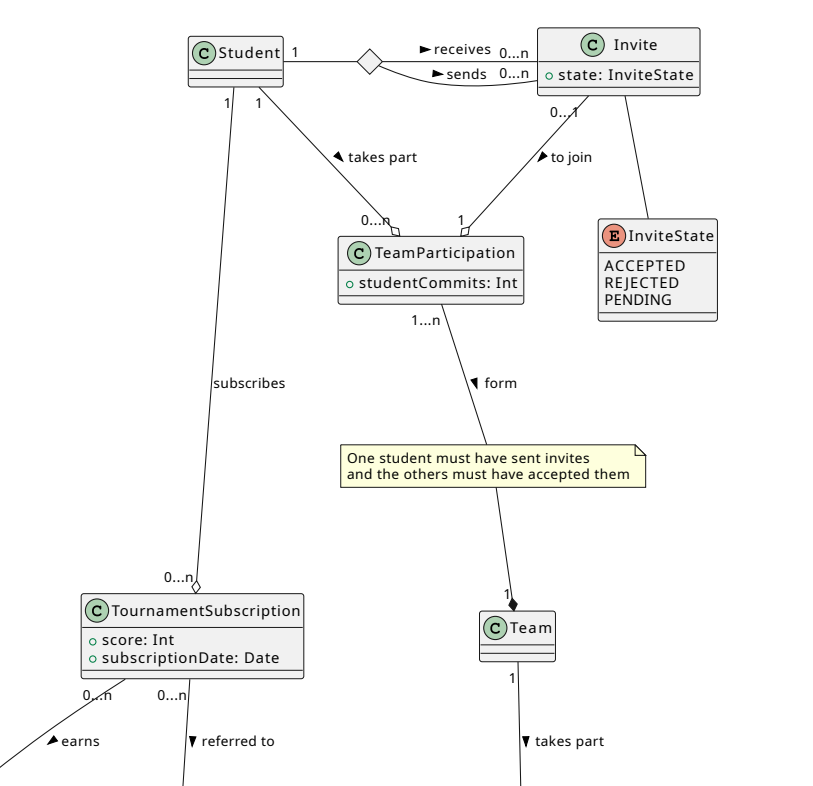 C Student
1
receives
0...n
sends
0...n
C Invite
state: InviteState
1
1
0...1
takes part
to join
0...n
1
C TeamParticipation
studentCommits: Int
E InviteState
ACCEPTED
REJECTED
PENDING
1...n
subscribes
form
One student must have sent invites
and the others must have accepted them
0...n
1
C TournamentSubscription
score: Int
subscriptionDate: Date
C Team
0...n
0...n
1
earns
referred to
takes part